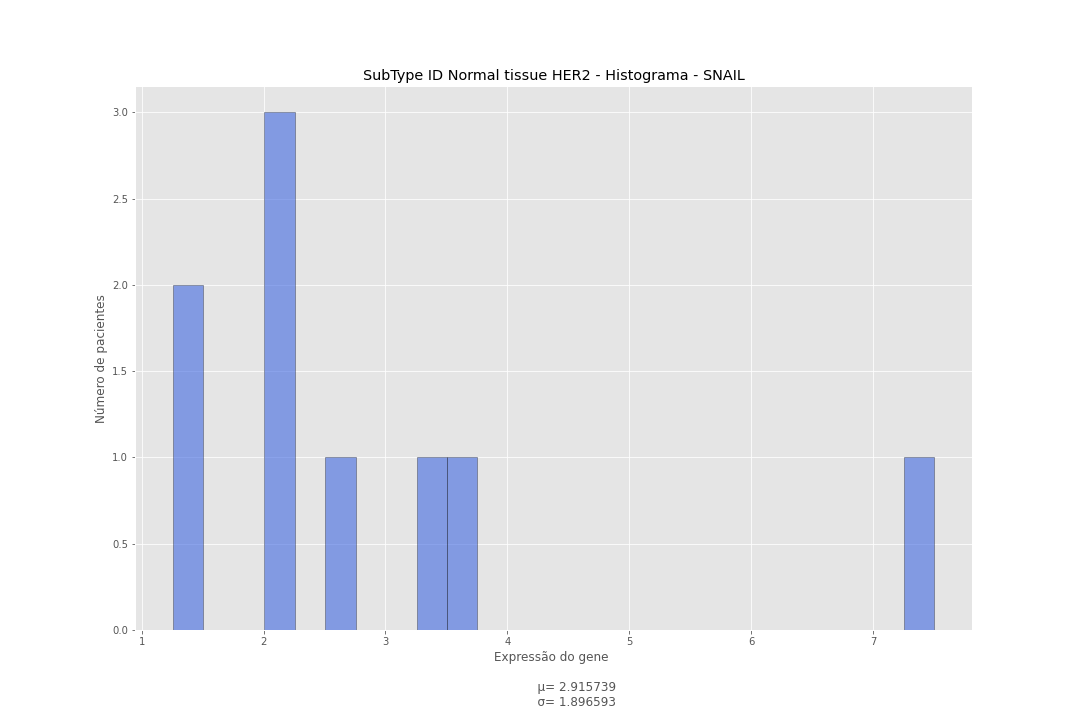 SubType ID Normal tissue HER2 - Histograma - SNAIL
3.0
2.5
2.0
1.5
1.0
0.5
0.0
Número de pacientes
1 2 3 4 5 6 7
Expressão do gene
μ= 2.915739
σ= 1.896593